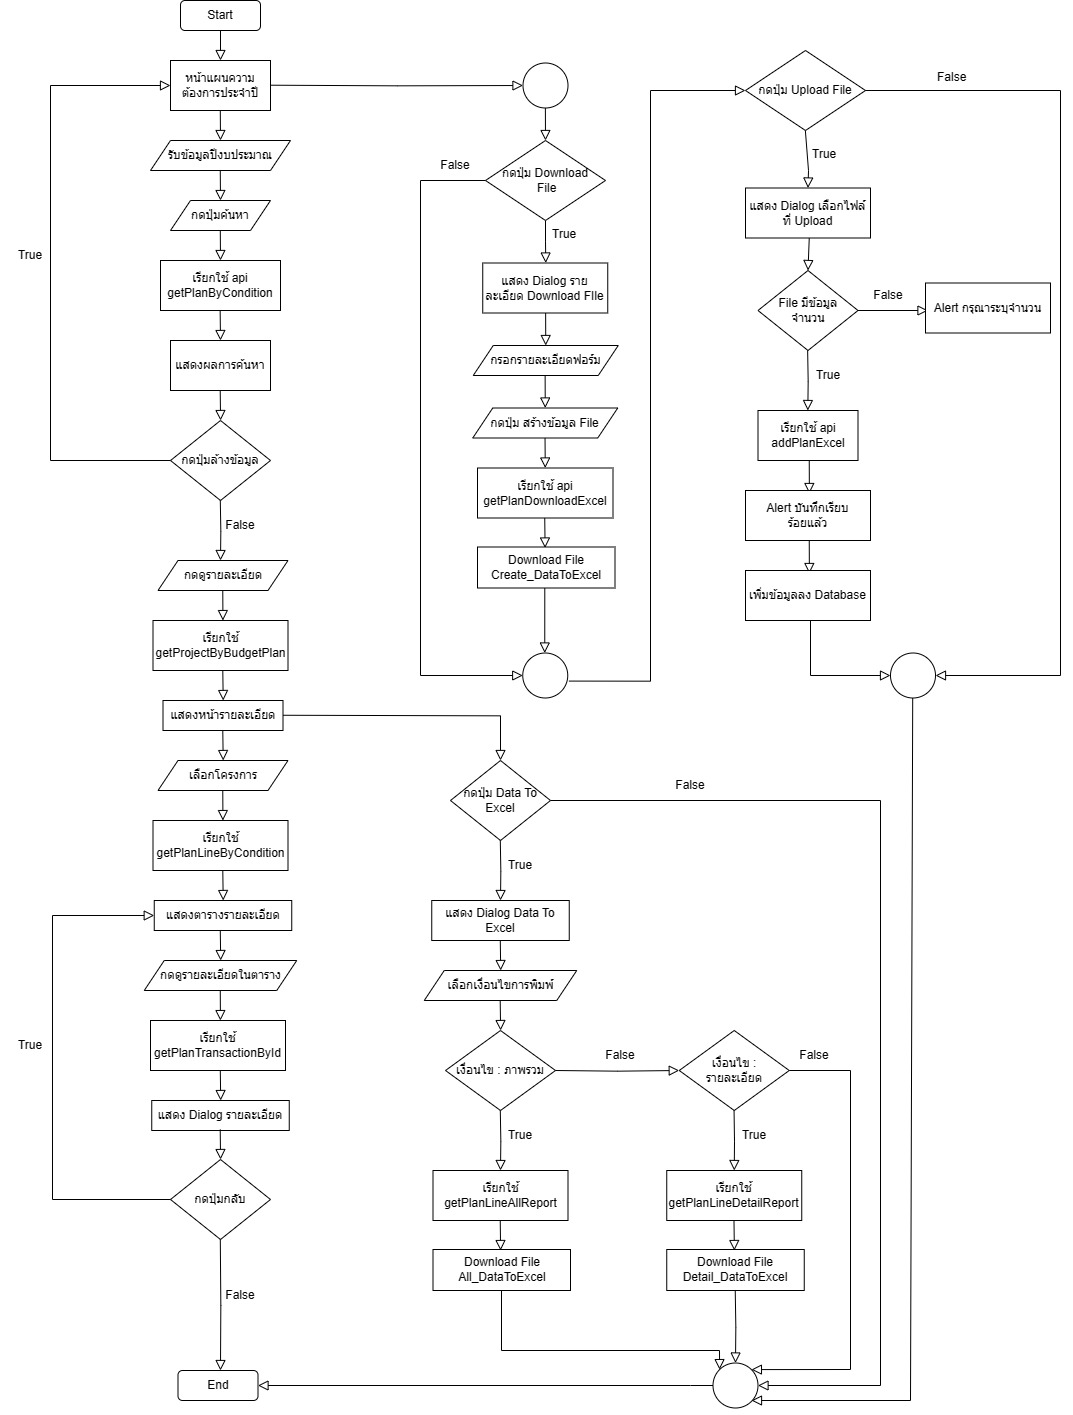 Start
หน้าแผนความ
ต้องการประจำปี
รับข้อมูลปีงบประมาณ
กดปุ่มค้นหา
True
เรียกใช้ api
getPlanByCondition
แสดงผลการค้นหา
กดปุ่มล้างข้อมูล
False
กดดูรายละเอียด
เรียกใช้
getProjectByBudgetPlan
แสดงหน้ารายละเอียด
เลือกโครงการ
เรียกใช้
getPlanLineByCondition
แสดงตารางรายละเอียด
กดดูรายละเอียดในตาราง
True
เรียกใช้
getPlanTransactionById
แสดง Dialog รายละเอียด
กดปุ่มกลับ
False
End
False
กดปุ่ม Download
File
True
แสดง Dialog ราย
ละเอียด Download FIle
กรอกรายละเอียดฟอร์ม
กดปุ่ม สร้างข้อมูล File
เรียกใช้ api
getPlanDownloadExcel
Download File
Create_DataToExcel
กดปุ่ม Upload File
False
True
แสดง Dialog เลือกไฟล์
ที่ Upload
File มีข้อมูล
จำนวน
False
Alert กรุณาระบุจำนวน
True
เรียกใช้ api
addPlanExcel
Alert บันทึกเรียบ
ร้อยแล้ว
เพิ่มข้อมูลลง Database
กดปุ่ม Data To
Excel
False
True
แสดง Dialog Data To
Excel
เลือกเงื่อนไขการพิมพ์
เงื่อนไข : ภาพรวม
False
เงื่อนไข :
รายละเอียด
False
True
True
เรียกใช้
getPlanLineAllReport
เรียกใช้
getPlanLineDetailReport
Download File
All_DataToExcel
Download File
Detail_DataToExcel